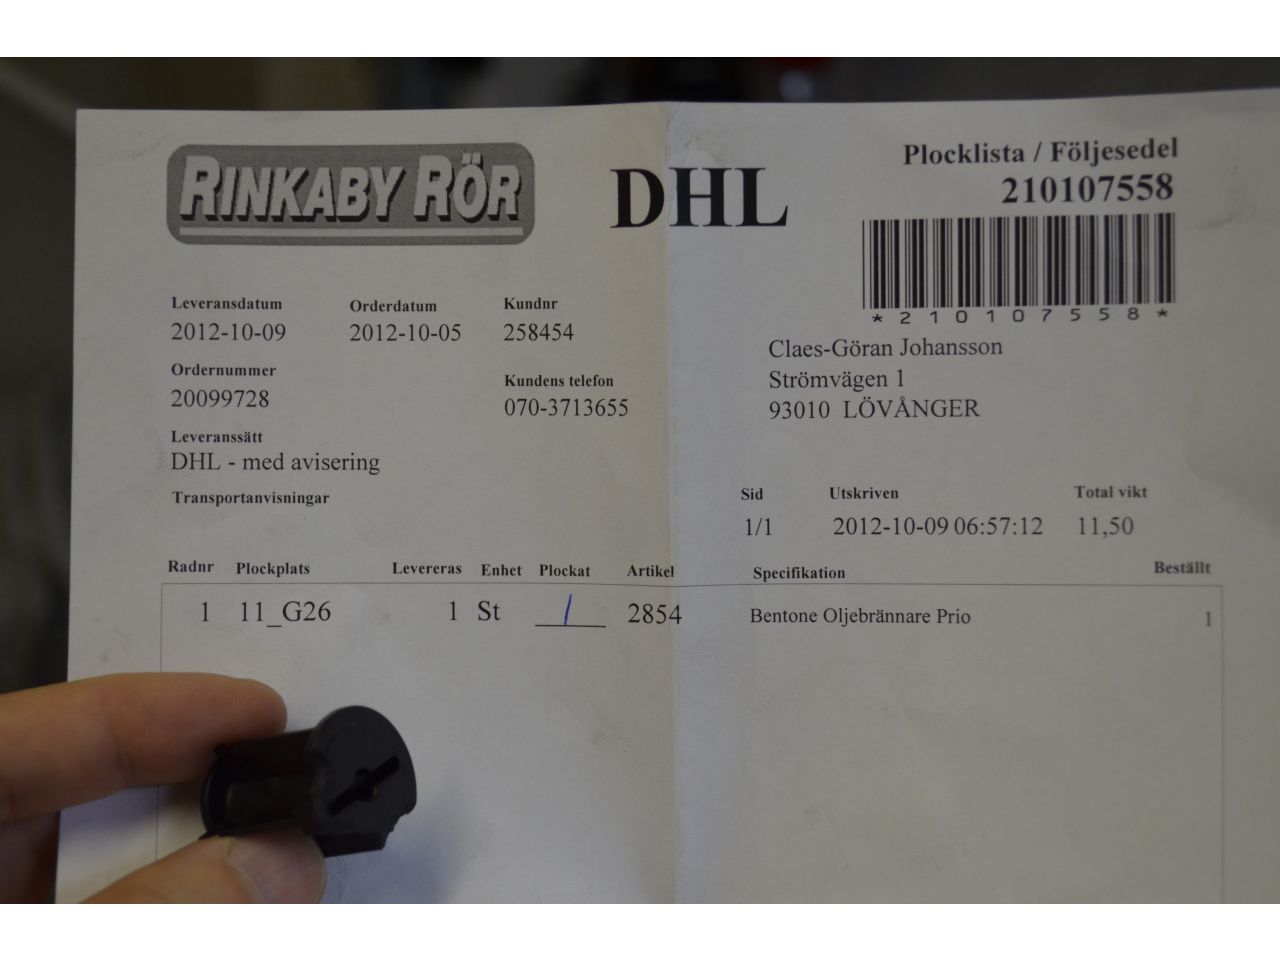 RINKABY RÖR
DHL
Plocklista / Följesedel
210107558
*210107558*
Leveransdatum Orderdatum Kundnr
2012-10-09 2012-10-05 258454
Claes-Göran Johansson
Strömvägen 1
93010 LÖVÅNGER
Ordernummer Kundens telefon
20099728 070-3713655
Leveranssätt
DHL - med avisering
Transportanvisningar
Sid Utskriven Total vikt
1/1 2012-10-09 06:57:12 11,50
Radnr Plockplats Levereras Enhet Plockat Artikel Specifikation Beställt
1 11_G26 1 St / 2854 Bentone Oljebrännare Prio 1